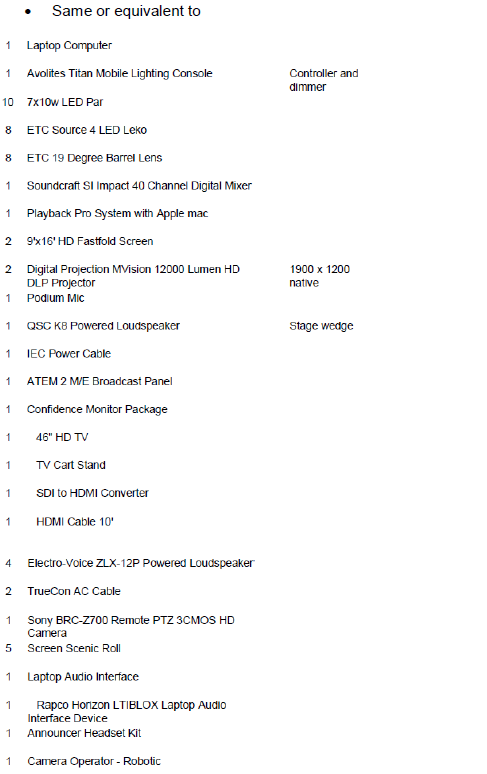 • Same or equivalent to
1 Laptop Computer
1 Avolites Titan Mobile Lighting Console Controller and
dimmer
10 7x10w LED Par
8 ETC Source 4 LED Leko
8 ETC 19 Degree Barrel Lens
1 Soundcraft SI Impact 40 Channel Digital Mixer
1 Playback Pro System with Apple mac
2 9'x16' HD Fastfold Screen
2 Digital Projection MVision 12000 Lumen HD 1900 x 1200
DLP Projector native
1 Podium Mic
1 QSC K8 Powered Loudspeaker Stage wedge
1 IEC Power Cable
1 ATEM 2 M/E Broadcast Panel
1 Confidence Monitor Package
1 46" HD TV
1 TV Cart Stand
1 SDI to HDMI Converter
1 HDMI Cable 10'
4 Electro-Voice ZLX-12P Powered Loudspeaker
2 TrueCon AC Cable
1 Sony BRC-Z700 Remote PTZ 3CMOS HD
Camera
5 Screen Scenic Roll
1 Laptop Audio Interface
1 Rapco Horizon LTIBLOX Laptop Audio
Interface Device
1 Announcer Headset Kit
1 Camera Operator - Robotic